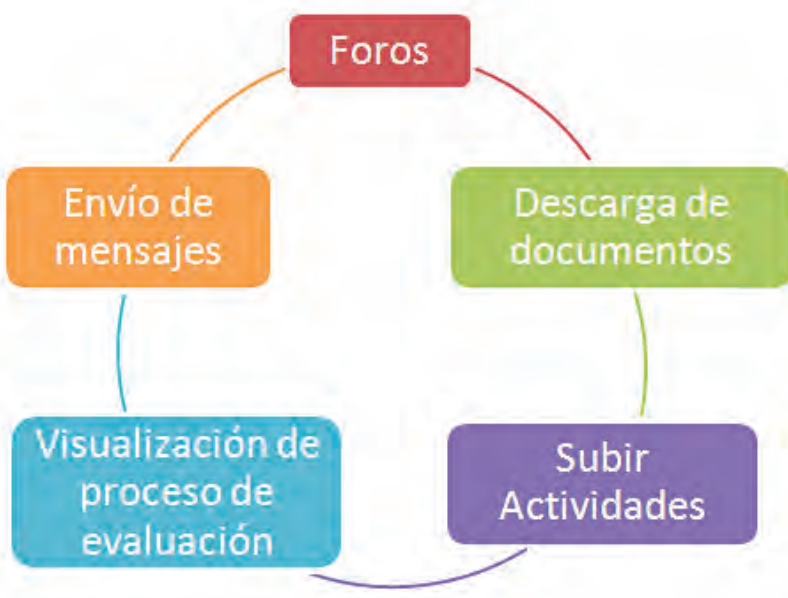 Foros
Descarga de
documentos
Subir
Actividades
Visualización de
proceso de
evaluación
Envío de
mensajes